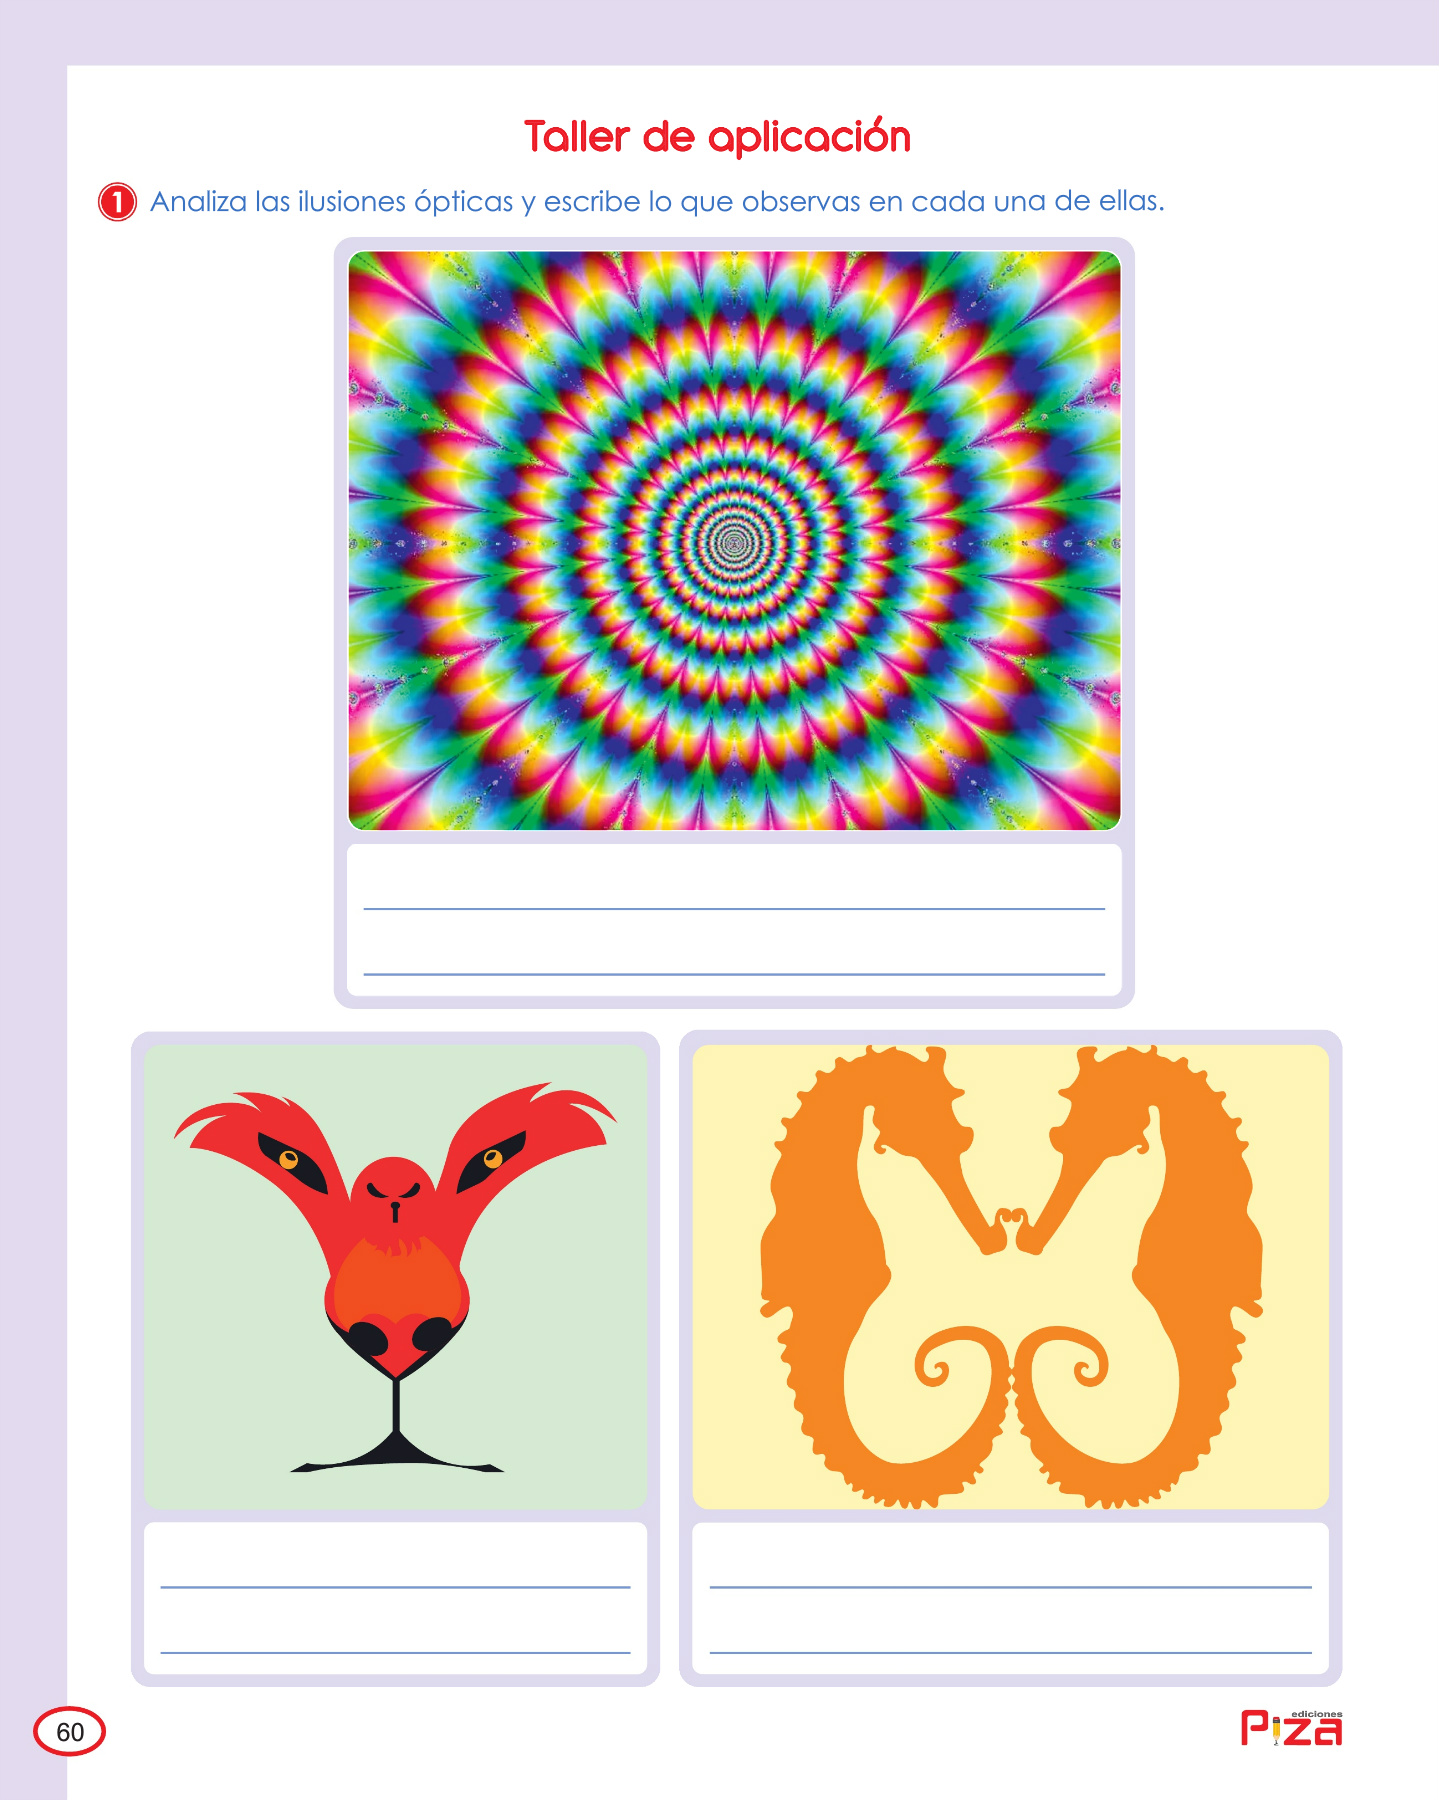 Taller de aplicación
1 Analiza las ilusiones ópticas y escribe lo que observas en cada una de ellas.
60
ediciones
Piza